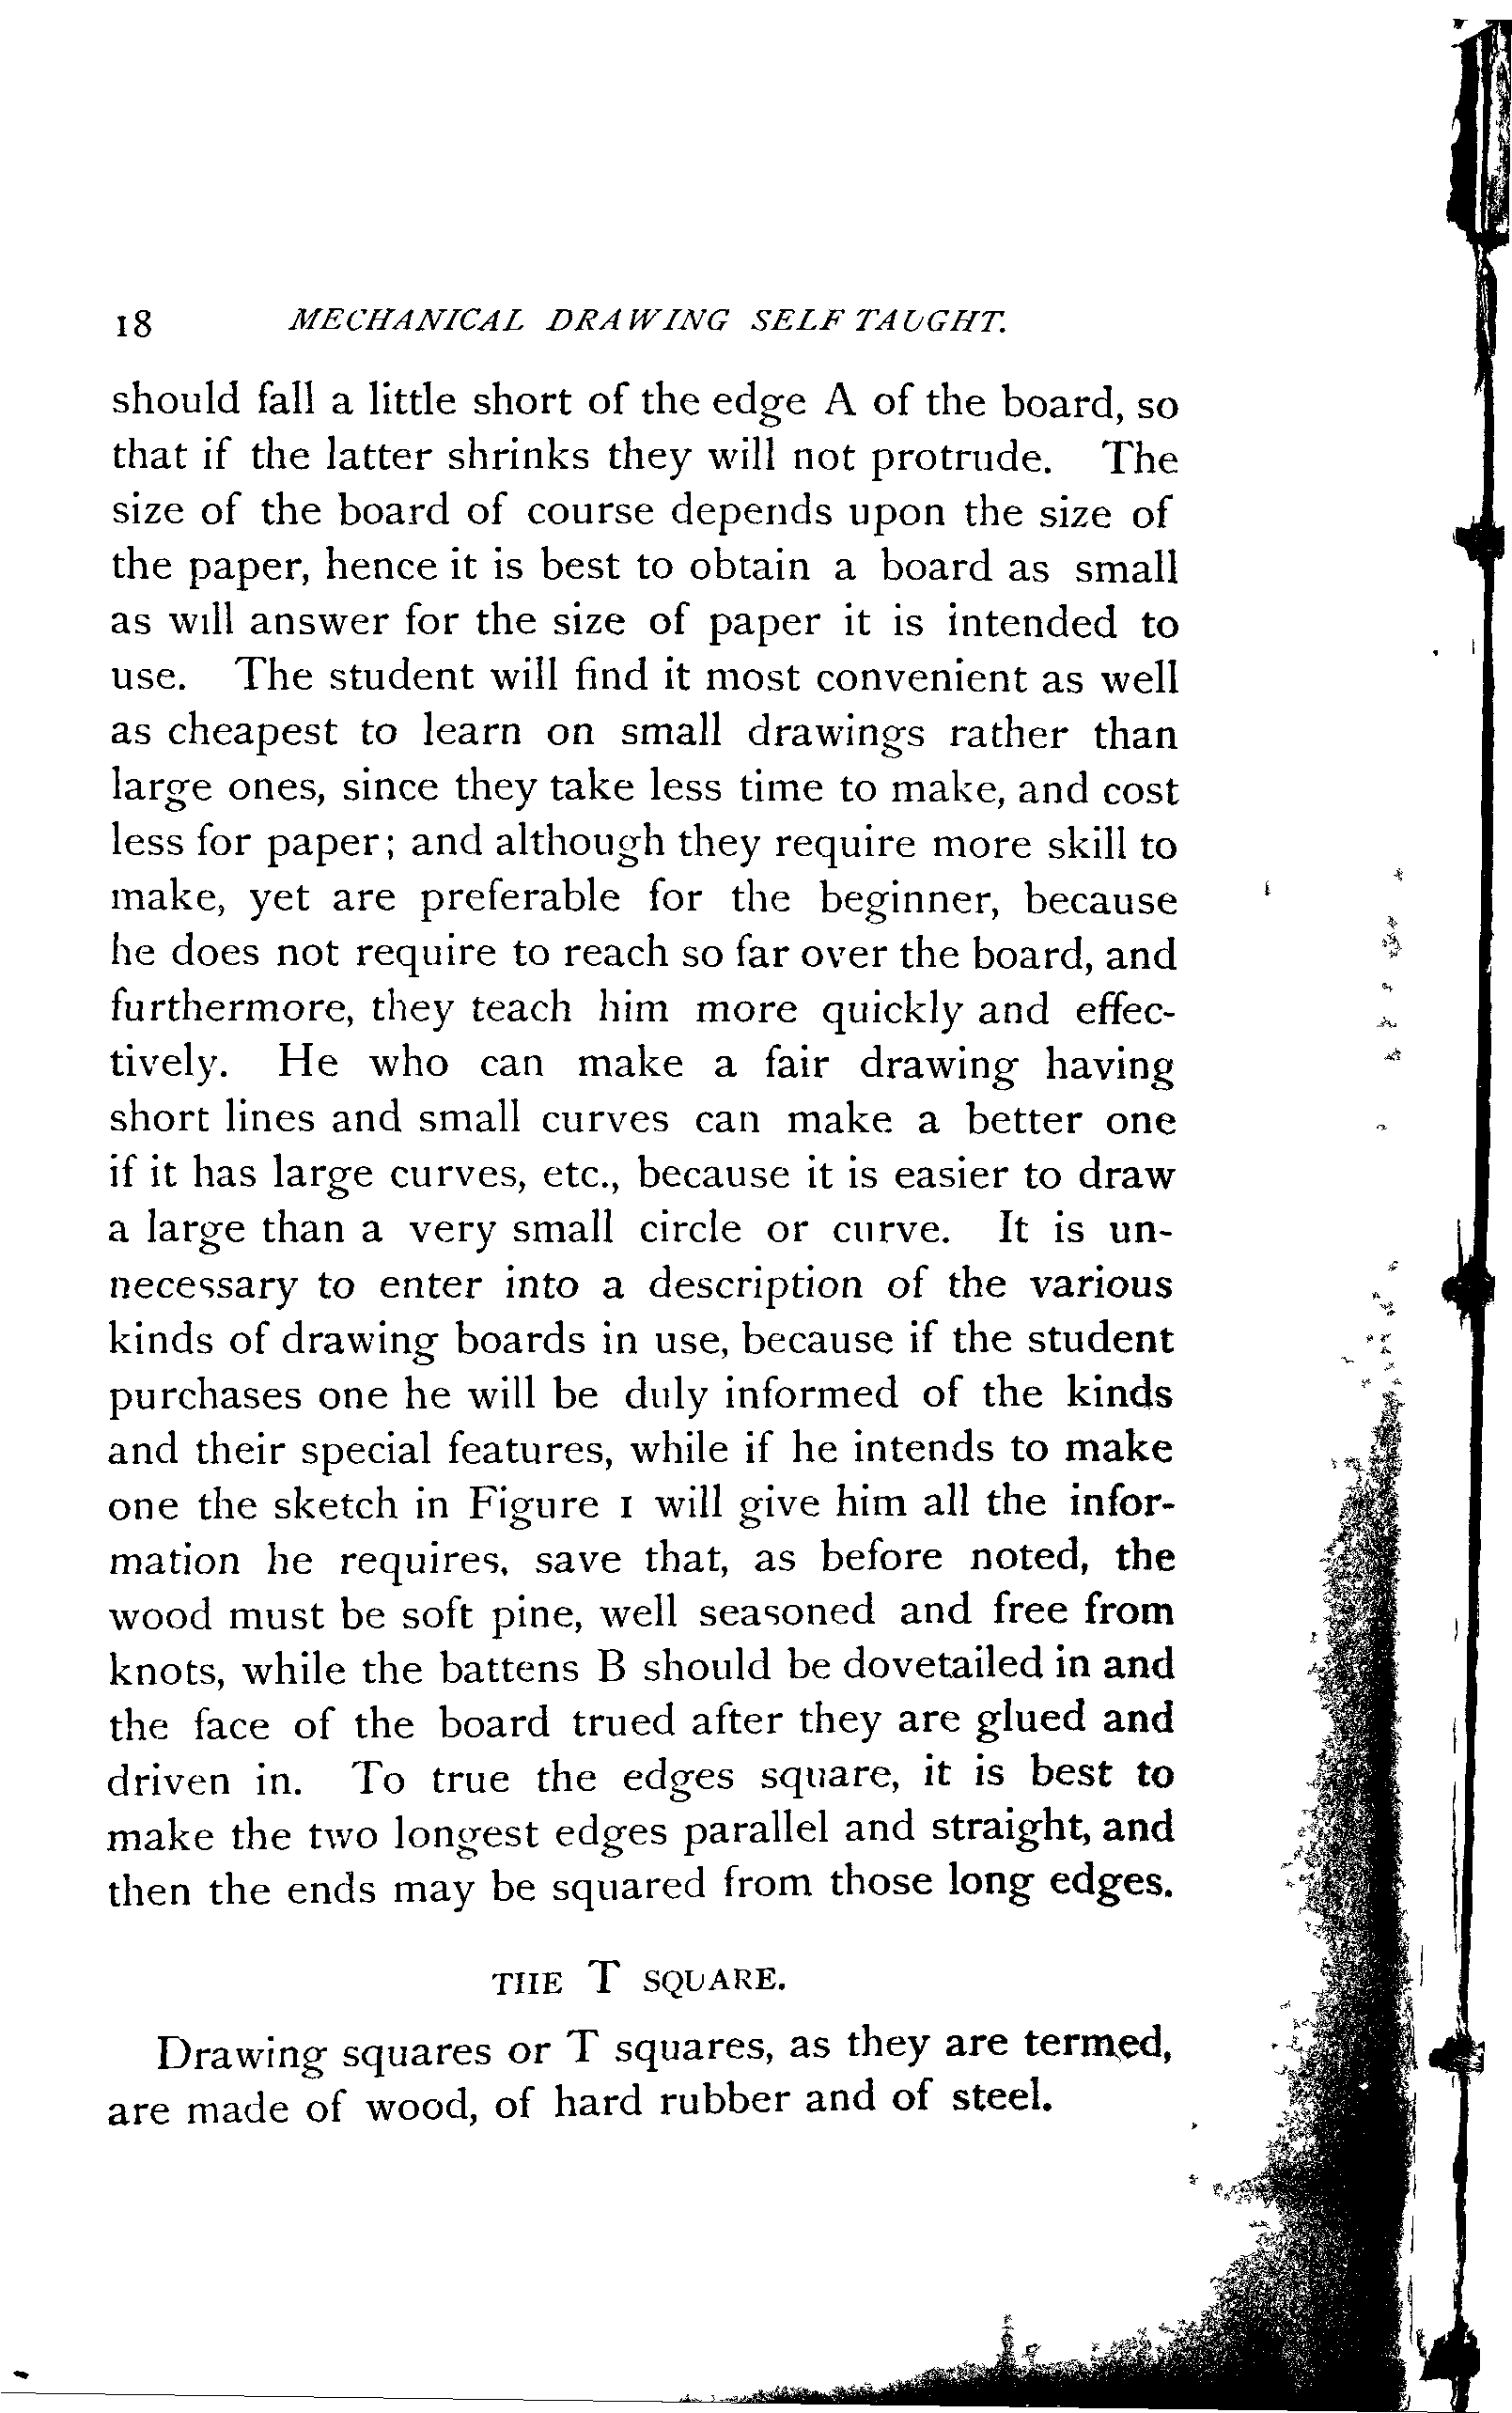 18 MECHANICAL DRAWING SELF TAUGHT.
should fall a little short of the edge A of the board, so
that if the latter shrinks they will not protrude. The
size of the board of course depends upon the size of
the paper, hence it is best to obtain a board as small
as will answer for the size of paper it is intended to
use. The student will find it most convenient as well
as cheapest to learn on small drawings rather than
large ones, since they take less time to make, and cost
less for paper; and although they require more skill to
make, yet are preferable for the beginner, because
he does not require to reach so far over the board, and
furthermore, they teach him more quickly and effec-
tively. He who can make a fair drawing having
short lines and small curves can make a better one
if it has large curves, etc., because it is easier to draw
a large than a very small circle or curve. It is un-
necessary to enter into a description of the various
kinds of drawing boards in use, because if the student
purchases one he will be duly informed of the kinds
and their special features, while if he intends to make
one the sketch in Figure 1 will give him all the infor-
mation he requires, save that, as before noted, the
wood must be soft pine, well seasoned and free from
knots, while the battens B should be dovetailed in and
the face of the board trued after they are glued and
driven in. To true the edges square, it is best to
make the two longest edges parallel and straight, and
then the ends may be squared from those long edges.
THE T SQUARE.
Drawing squares or T squares, as they are termed,
are made of wood, of hard rubber and of steel.